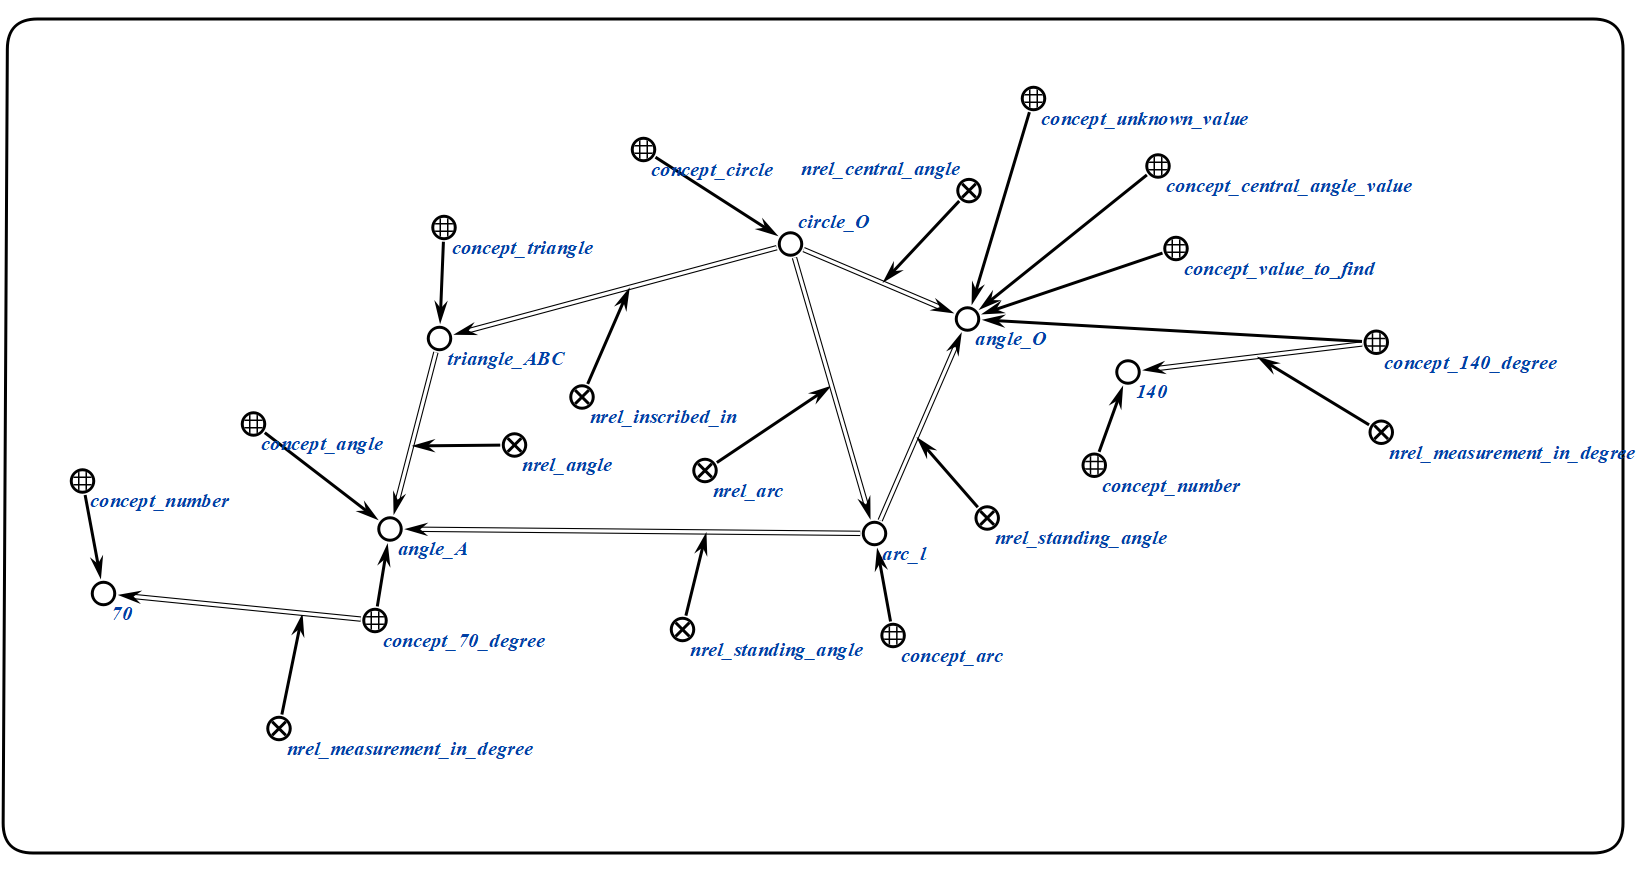 concept_unknown_value
concept_circle
nrel_central_angle
concept_central_angle_value
circle_O
concept_triangle
concept_value_to_find
angle_O
triangle_ABC
concept_140_degree
140
nrel_inscribed_in
concept_angle
nrel_angle
nrel_measurement_in_degree
concept_number
nrel_arc
concept_number
nrel_standing_angle
angle_A
arc_l
70
concept_70_degree
nrel_standing_angle
concept_arc
nrel_measurement_in_degree